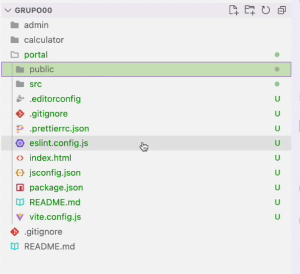 GRUPO00
admin
calculator
portal
public
src
.editorconfig
.gitignore
.prettierrc.json
eslint.config.js U
index.html U
jsconfig.json U
package.json U
README.md U
vite.config.js U
.gitignore
README.md